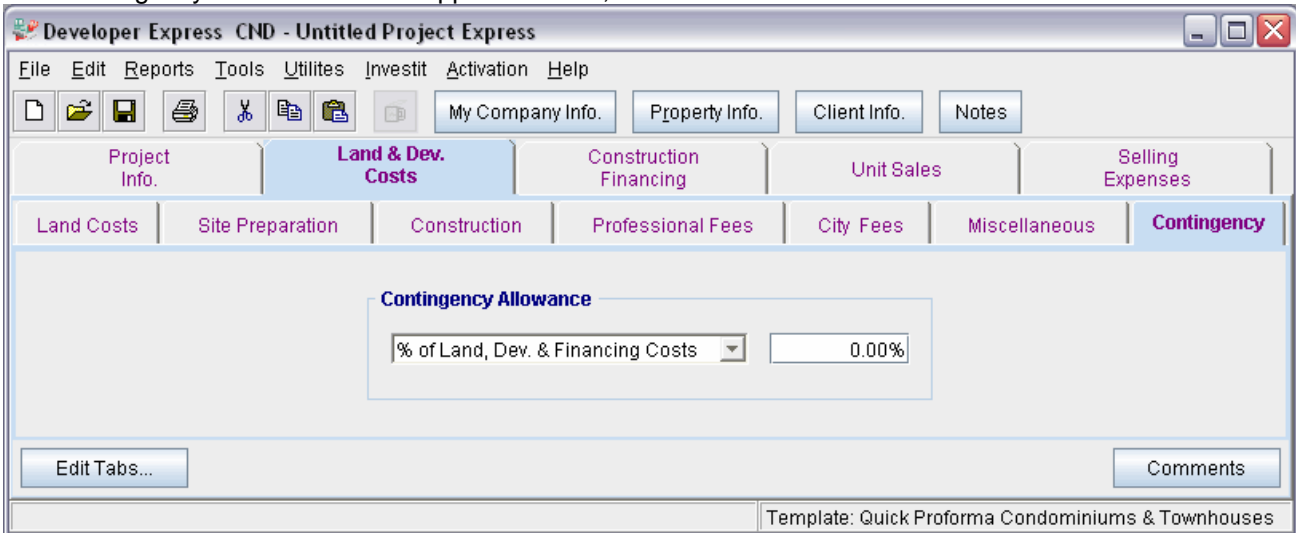 Developer Express CND - Untitled Project Express
File Edit Reports Tools Utilites Investit Activation Help
My Company Info. Property Info. Client Info. Notes
Project Info. Land & Dev. Costs Construction Financing Unit Sales Selling Expenses
Land Costs Site Preparation Construction Professional Fees City Fees Miscellaneous Contingency
Contingency Allowance
% of Land, Dev. & Financing Costs 0.00%
Edit Tabs... Comments
Template: Quick Proforma Condominiums & Townhouses